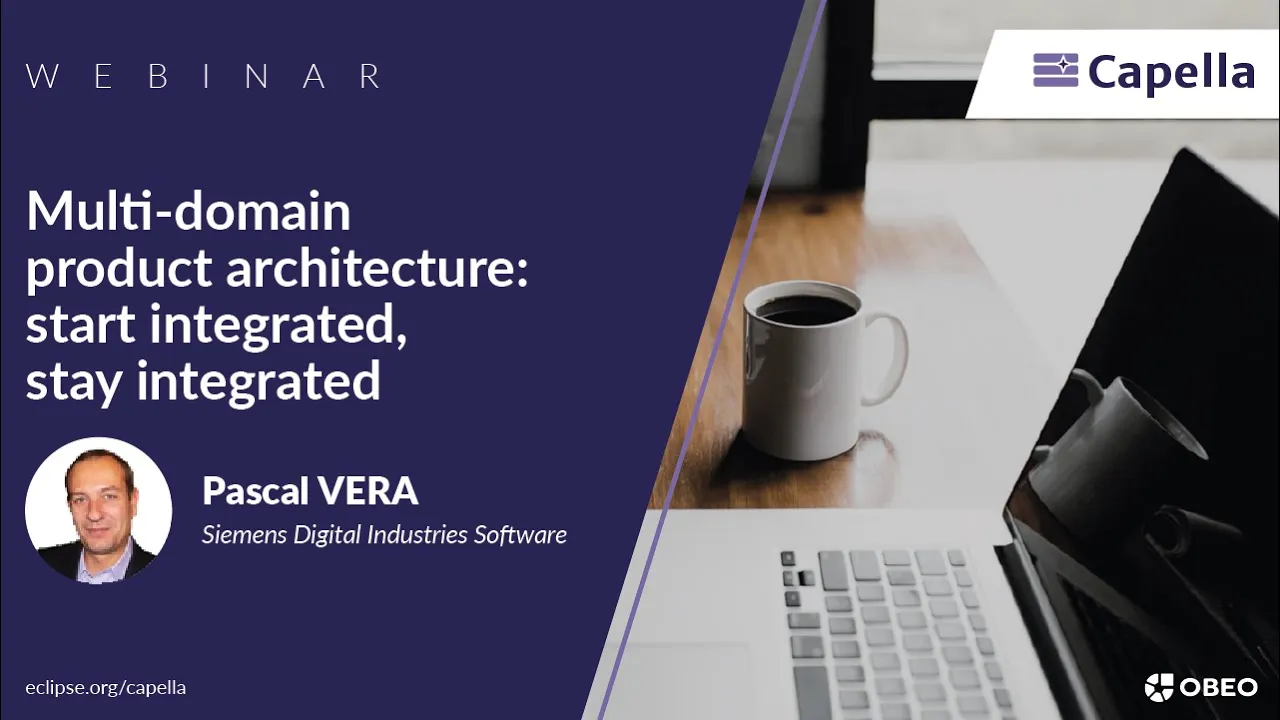 WEBINAR
Capella
Multi-domain
product architecture:
start integrated,
stay integrated
Pascal VERA
Siemens Digital Industries Software
eclipse.org/capella
OBEO